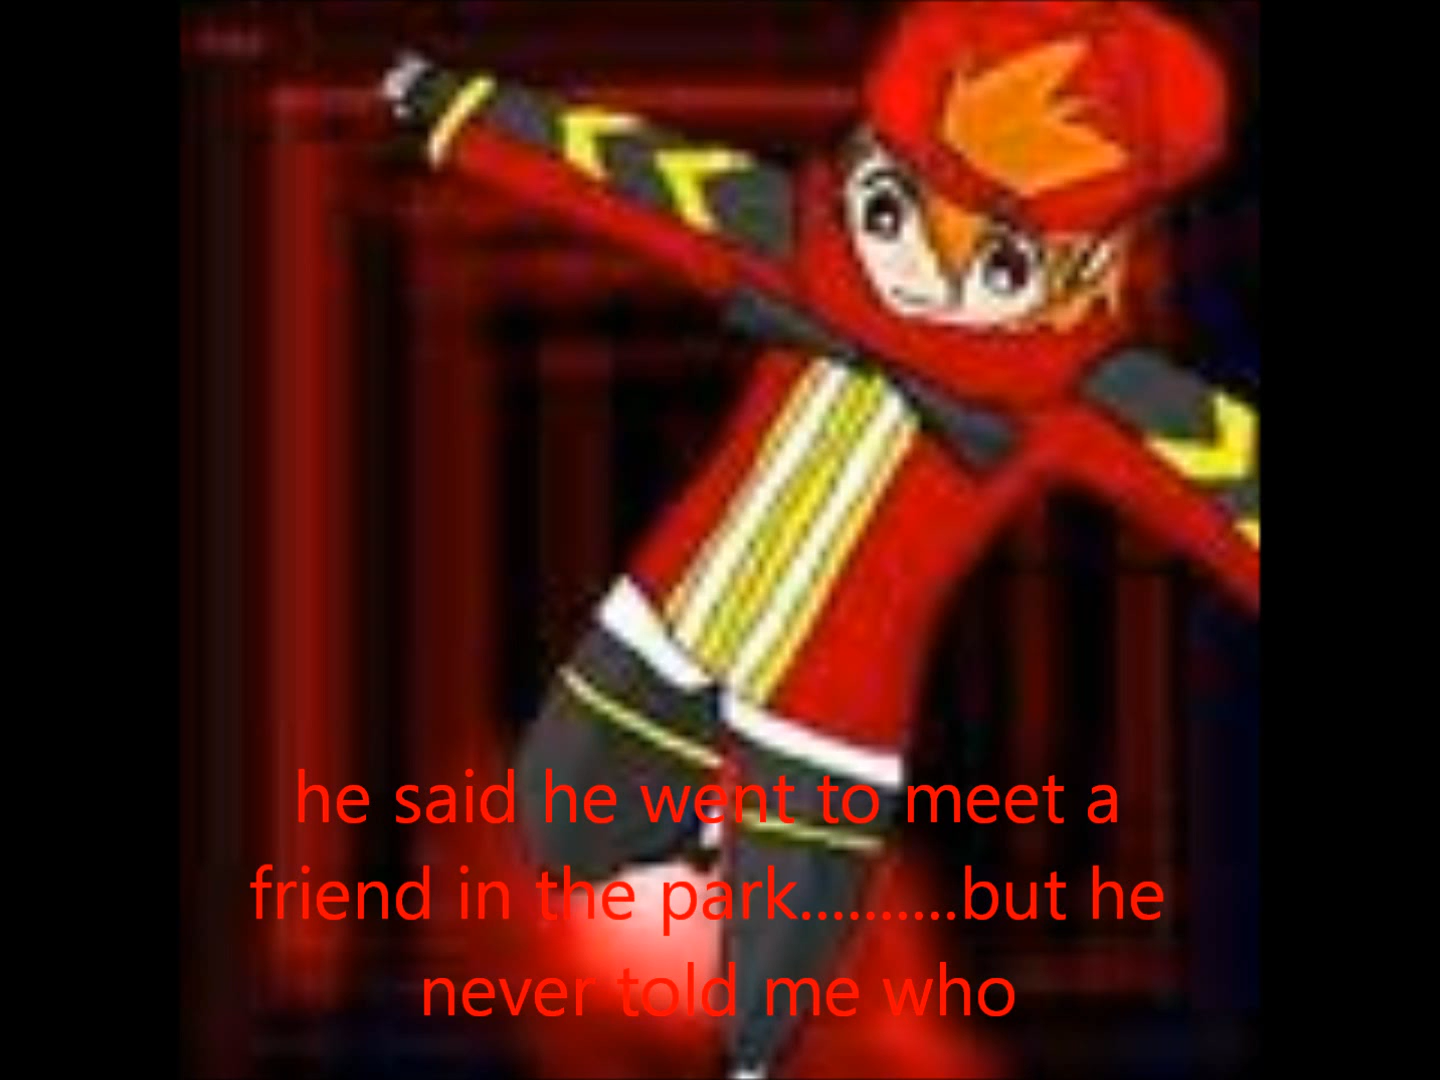 he said he went to meet a
friend in the park..........but he
never told me who